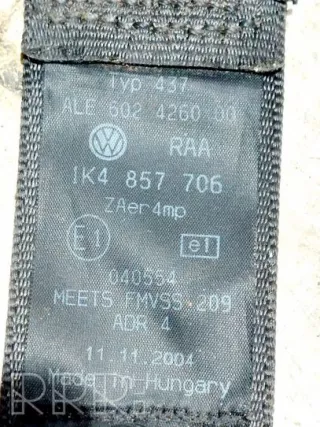 Typ 437
ALE 602 4260 00
RAA
1K4 857 706
ZAer4mp
E1 e1
040554
MEETS FMVSS 209
ADR 4
11.11.2004
Made in Hungary
RRR